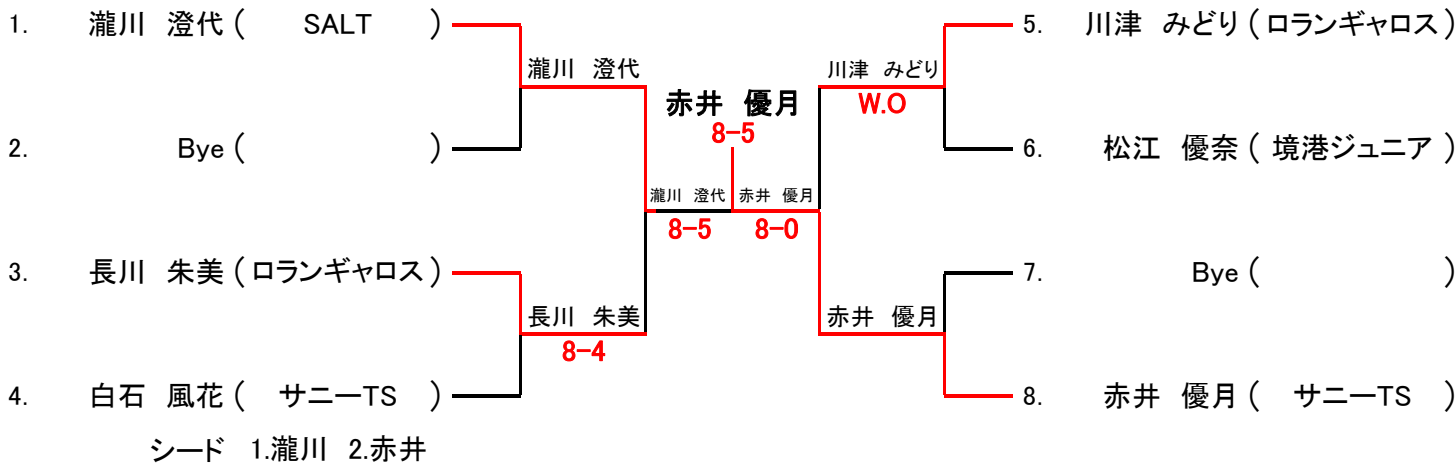 1. 瀧川 澄代 ( SALT )
5. 川津 みどり ( ロランギャロス )
瀧川 澄代
川津 みどり
赤井 優月
W.O
8-5
2. Bye ( )
6. 松江 優奈 ( 境港ジュニア )
瀧川 澄代
赤井 優月
8-5
8-0
3. 長川 朱美 ( ロランギャロス )
7. Bye ( )
長川 朱美
赤井 優月
8-4
4. 白石 風花 ( サニーTS )
8. 赤井 優月 ( サニーTS )
シード 1.瀧川 2.赤井